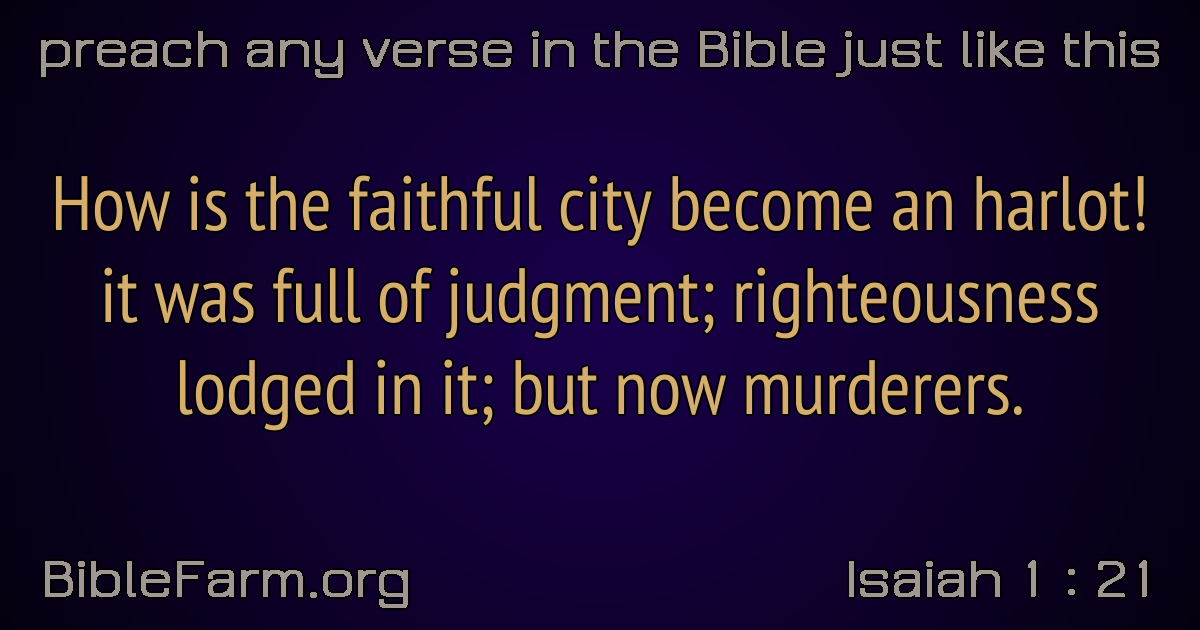 preach any verse in the Bible just like this
How is the faithful city become an harlot!
it was full of judgment; righteousness
lodged in it; but now murderers.
BibleFarm.org
Isaiah 1 : 21